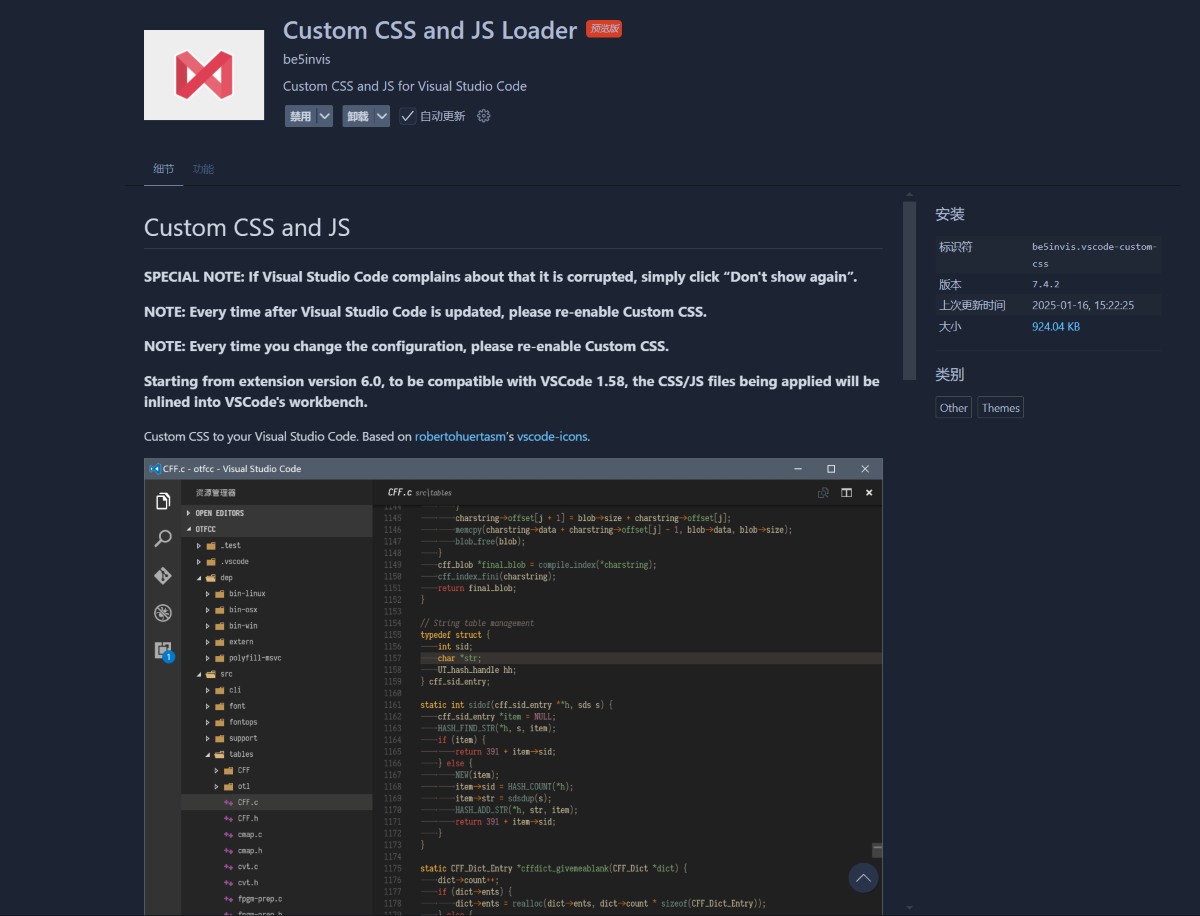 Custom CSS and JS Loader
预览版
be5invis
Custom CSS and JS for Visual Studio Code
禁用
卸载
自动更新
细节
功能
Custom CSS and JS
SPECIAL NOTE: If Visual Studio Code complains about that it is corrupted, simply click “Don't show again”.
NOTE: Every time after Visual Studio Code is updated, please re-enable Custom CSS.
NOTE: Every time you change the configuration, please re-enable Custom CSS.
Starting from extension version 6.0, to be compatible with VSCode 1.58, the CSS/JS files being applied will be
inlined into VSCode's workbench.
Custom CSS to your Visual Studio Code. Based on robertohuertasm’s vscode-icons.
CFF.c - otfcc - Visual Studio Code
资源管理器
OPEN EDITORS
OTFCC
_test
.vscode
dep
bin-linux
bin-osx
bin-win
extern
polyfill-msvc
src
cli
font
fontops
support
tables
CFF
otl
CFF.c
CFF.h
cmap.c
cmap.h
cvt.c
cvt.h
fpgm-prep.c
fpgm-prep.h
1
CFF.c src\tables
1144 }
1145 charstring→offset[j + 1] = blob→size + charstring→offset[j];
1146 memcpy(charstring→data + charstring→offset[j] - 1, blob→data, blob→size);
1147 blob_free(blob);
1148 }
1149 cff_blob *final_blob = compile_index(*charstring);
1150 cff_index_fini(charstring);
1151 return final_blob;
1152 }
1153
1154 // String table management
1155 typedef struct {
1156 int sid;
1157 char *str;
1158 UT_hash_handle hh;
1159 } cff_sid_entry;
1160
1161 static int sidof(cff_sid_entry **h, sds s) {
1162 cff_sid_entry *item = NULL;
1163 HASH_FIND_STR(*h, s, item);
1164 if (item) {
1165 return 391 + item→sid;
1166 } else {
1167 NEW(item);
1168 item→sid = HASH_COUNT(*h);
1169 item→str = sdsdup(s);
1170 HASH_ADD_STR(*h, str, item);
1171 return 391 + item→sid;
1172 }
1173 }
1174
1175 static CFF_Dict_Entry *cffdict_givemeablank(CFF_Dict *dict) {
1176 dict→count++;
1177 if (dict→ents) {
1178 dict→ents = realloc(dict→ents, dict→count * sizeof(CFF_Dict_Entry));
1179 } else {
安装
标识符 be5invis.vscode-custom-
css
版本 7.4.2
上次更新时间 2025-01-16, 15:22:25
大小 924.04 KB
类别
Other
Themes